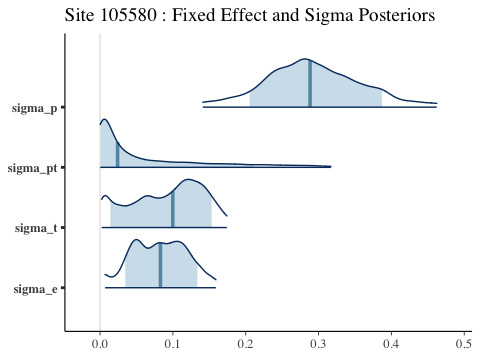 Site 105580 : Fixed Effect and Sigma Posteriors
sigma_p
sigma_pt
sigma_t
sigma_e
0.0 0.1 0.2 0.3 0.4 0.5